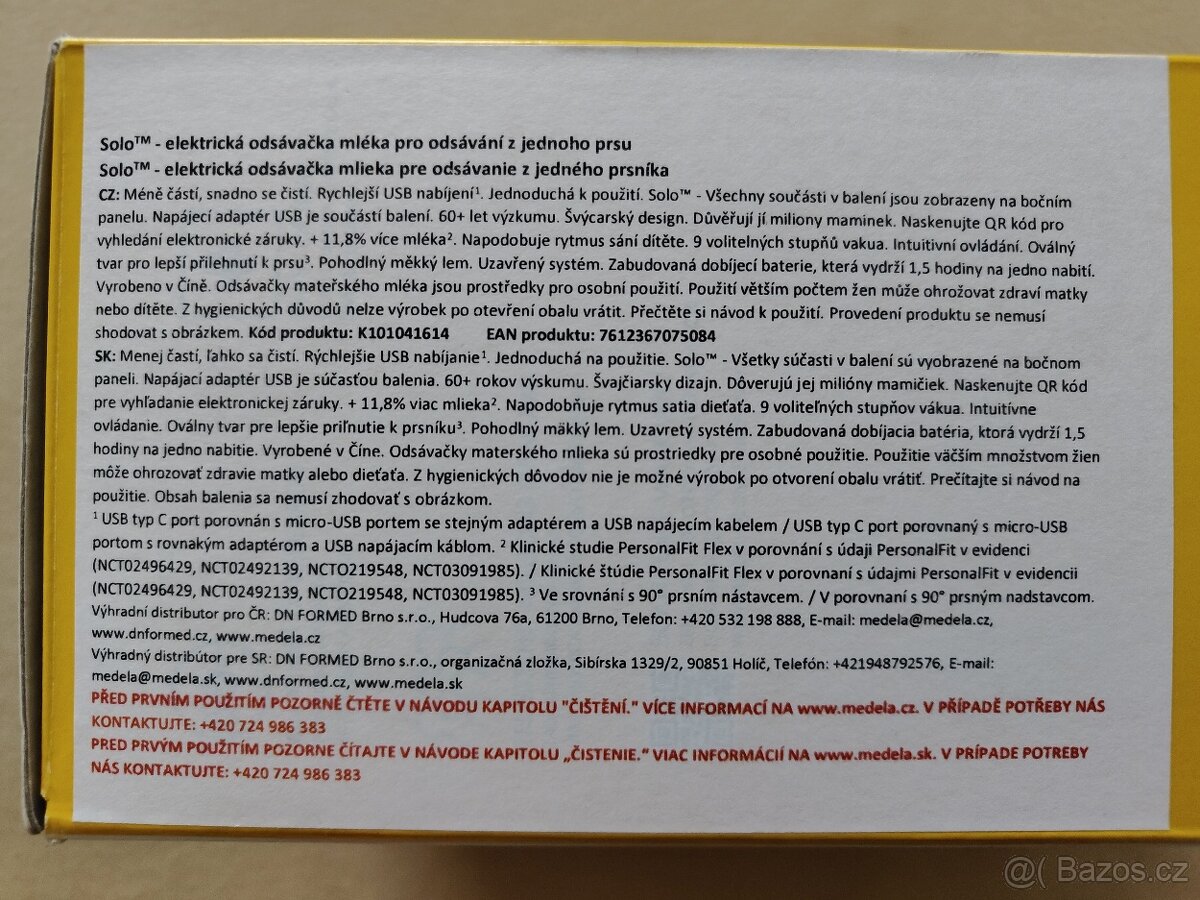 Solo™ - elektrická odsávačka mléka pro odsávání z jednoho prsu
Solo™ - elektrická odsávačka mlieka pre odsávanie z jedného prsníka
CZ: Méně částí, snadno se čistí. Rychlejší USB nabíjení¹. Jednoduchá k použití. Solo™ - Všechny součásti v balení jsou zobrazeny na bočním
panelu. Napájecí adaptér USB je součástí balení. 60+ let výzkumu. Švýcarský design. Důvěřují jí miliony maminek. Naskenujte QR kód pro
vyhledání elektronické záruky. + 11,8% více mléka². Napodobuje rytmus sání dítěte. 9 volitelných stupňů vakua. Intuitivní ovládání. Oválný
tvar pro lepší přilehnutí k prsu³. Pohodlný měkký lem. Uzavřený systém. Zabudovaná dobíjecí baterie, která vydrží 1,5 hodiny na jedno nabití.
Vyrobeno v Číně. Odsávačky mateřského mléka jsou prostředky pro osobní použití. Použití větším počtem žen může ohrožovat zdraví matky
nebo dítěte. Z hygienických důvodů nelze výrobek po otevření obalu vrátit. Přečtěte si návod k použití. Provedení produktu se nemusí
shodovat s obrázkem. Kód produktu: K101041614 EAN produktu: 7612367075084
SK: Menej častí, ľahko sa čistí. Rýchlejšie USB nabíjanie¹. Jednoduchá na použitie. Solo™ - Všetky súčasti v balení sú vyobrazené na bočnom
paneli. Napájací adaptér USB je súčasťou balenia. 60+ rokov výskumu. Švajčiarsky dizajn. Dôverujú jej milióny mamičiek. Naskenujte QR kód
pre vyhľadanie elektronickej záruky. + 11,8% viac mlieka². Napodobňuje rytmus satia dieťaťa. 9 voliteľných stupňov vákua. Intuitívne
ovládanie. Oválny tvar pre lepšie priľnutie k prsníku³. Pohodlný mäkký lem. Uzavretý systém. Zabudovaná dobíjacia batéria, ktorá vydrží 1,5
hodiny na jedno nabitie. Vyrobené v Číne. Odsávačky materského mlieka sú prostriedky pre osobné použitie. Použitie väčším množstvom žien
môže ohrozovať zdravie matky alebo dieťaťa. Z hygienických dôvodov nie je možné výrobok po otvorení obalu vrátiť. Prečítajte si návod na
použitie. Obsah balenia sa nemusí zhodovať s obrázkom.
¹ USB typ C port porovnán s micro-USB portem se stejným adaptérem a USB napájecím kabelem / USB typ C port porovnaný s micro-USB
portom s rovnakým adaptérom a USB napájacím káblom. ² Klinické studie PersonalFit Flex v porovnání s údaji PersonalFit v evidenci
(NCT02496429, NCT02492139, NCTO219548, NCT03091985). / Klinické štúdie PersonalFit Flex v porovnaní s údajmi PersonalFit v evidencii
(NCT02496429, NCT02492139, NCTO219548, NCT03091985). ³ Ve srovnání s 90° prsním nástavcem. / V porovnaní s 90° prsným nadstavcom.
Výhradní distributor pro ČR: DN FORMED Brno s.r.o., Hudcova 76a, 61200 Brno, Telefon: +420 532 198 888, E-mail: medela@medela.cz,
www.dnformed.cz, www.medela.cz
Výhradný distribútor pre SR: DN FORMED Brno s.r.o., organizačná zložka, Sibírska 1329/2, 90851 Holíč, Telefón: +421948792576, E-mail:
medela@medela.sk, www.dnformed.cz, www.medela.sk
PŘED PRVNÍM POUŽITÍM POZORNĚ ČTĚTE V NÁVODU KAPITOLU "ČIŠTĚNÍ." VÍCE INFORMACÍ NA www.medela.cz. V PŘÍPADĚ POTŘEBY NÁS
KONTAKTUJTE: +420 724 986 383
PRED PRVÝM POUŽITÍM POZORNE ČÍTAJTE V NÁVODE KAPITOLU „ČISTENIE." VIAC INFORMÁCIÍ NA www.medela.sk. V PRÍPADE POTREBY
NÁS KONTAKTUJTE: +420 724 986 383
@( Bazos.cz